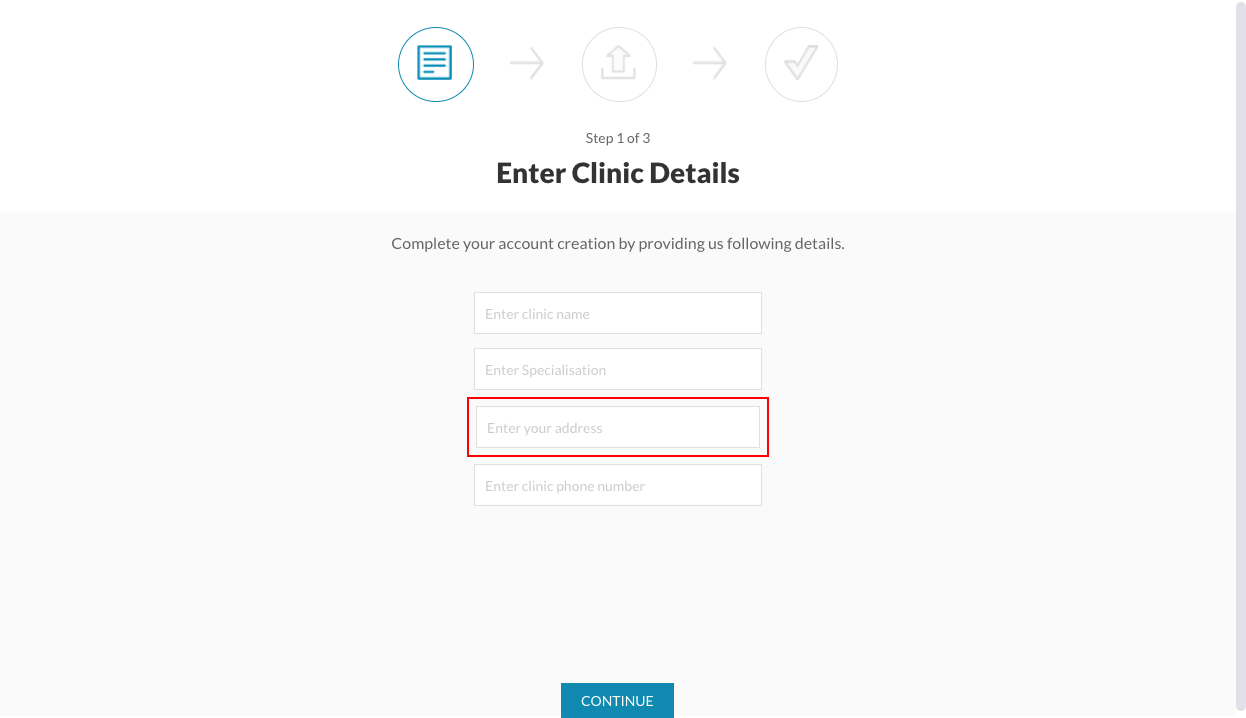 Step 1 of 3
Enter Clinic Details
Complete your account creation by providing us following details.
Enter clinic name
Enter Specialisation
Enter your address
Enter clinic phone number
CONTINUE